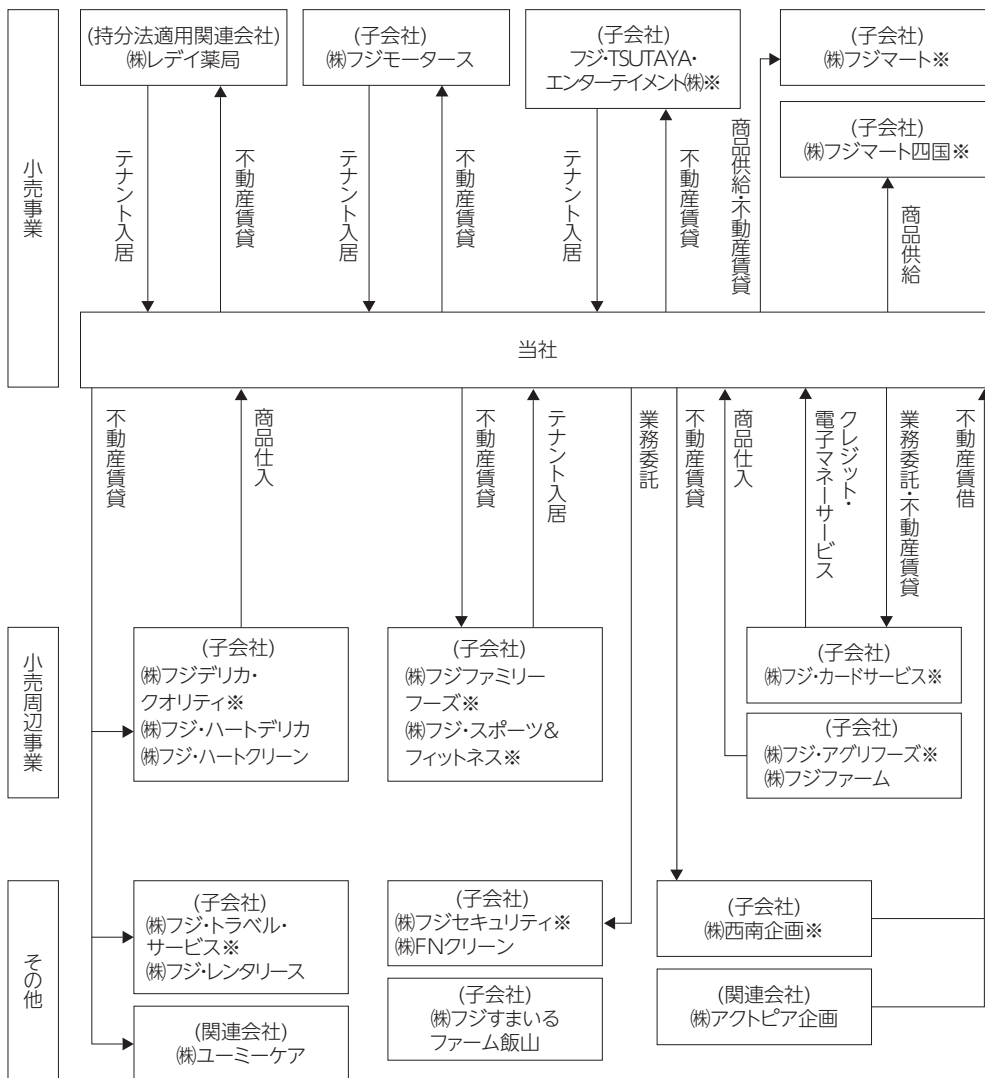 小売事業
(持分法適用関連会社)
㈱レデイ薬局
(子会社)
㈱フジモータース
(子会社)
フジ・TSUTAYA・
エンターテイメント㈱※
(子会社)
㈱フジマート※
(子会社)
㈱フジマート四国※
テナント入居
不動産賃貸
テナント入居
不動産賃貸
テナント入居
不動産賃貸
商品供給・不動産賃貸
商品供給
当社
不動産賃貸
商品仕入
不動産賃貸
テナント入居
業務委託
不動産賃貸
商品仕入
クレジット・
電子マネーサービス
業務委託・不動産賃貸
不動産賃借
小売周辺事業
(子会社)
㈱フジデリカ・
クオリティ※
㈱フジ・ハートデリカ
㈱フジ・ハートクリーン
(子会社)
㈱フジファミリー
フーズ※
㈱フジ・スポーツ&
フィットネス※
(子会社)
㈱フジ・カードサービス※
(子会社)
㈱フジ・アグリフーズ※
㈱フジファーム
その他
(子会社)
㈱フジ・トラベル・
サービス※
㈱フジ・レンタリース
(関連会社)
㈱ユーミーケア
(子会社)
㈱フジセキュリティ※
㈱FNクリーン
(子会社)
㈱フジすまいる
ファーム飯山
(子会社)
㈱西南企画※
(関連会社)
㈱アクトピア企画